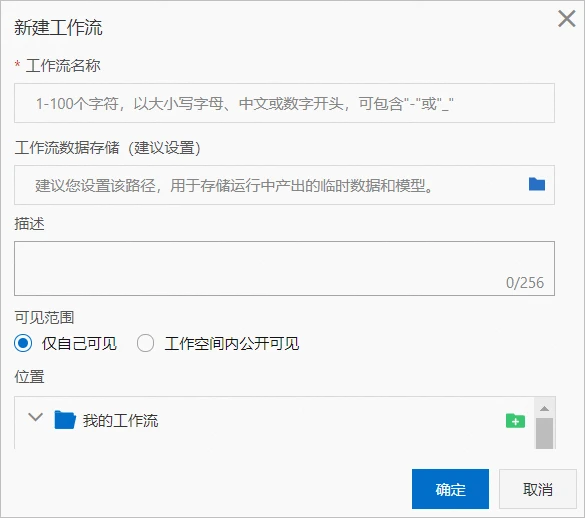 新建工作流
* 工作流名称
1-100个字符，以大小写字母、中文或数字开头，可包含"-"或"_"
工作流数据存储（建议设置）
建议您设置该路径，用于存储运行中产出的临时数据和模型。
描述
0/256
可见范围
仅自己可见 工作空间内公开可见
位置
我的工作流
确定 取消